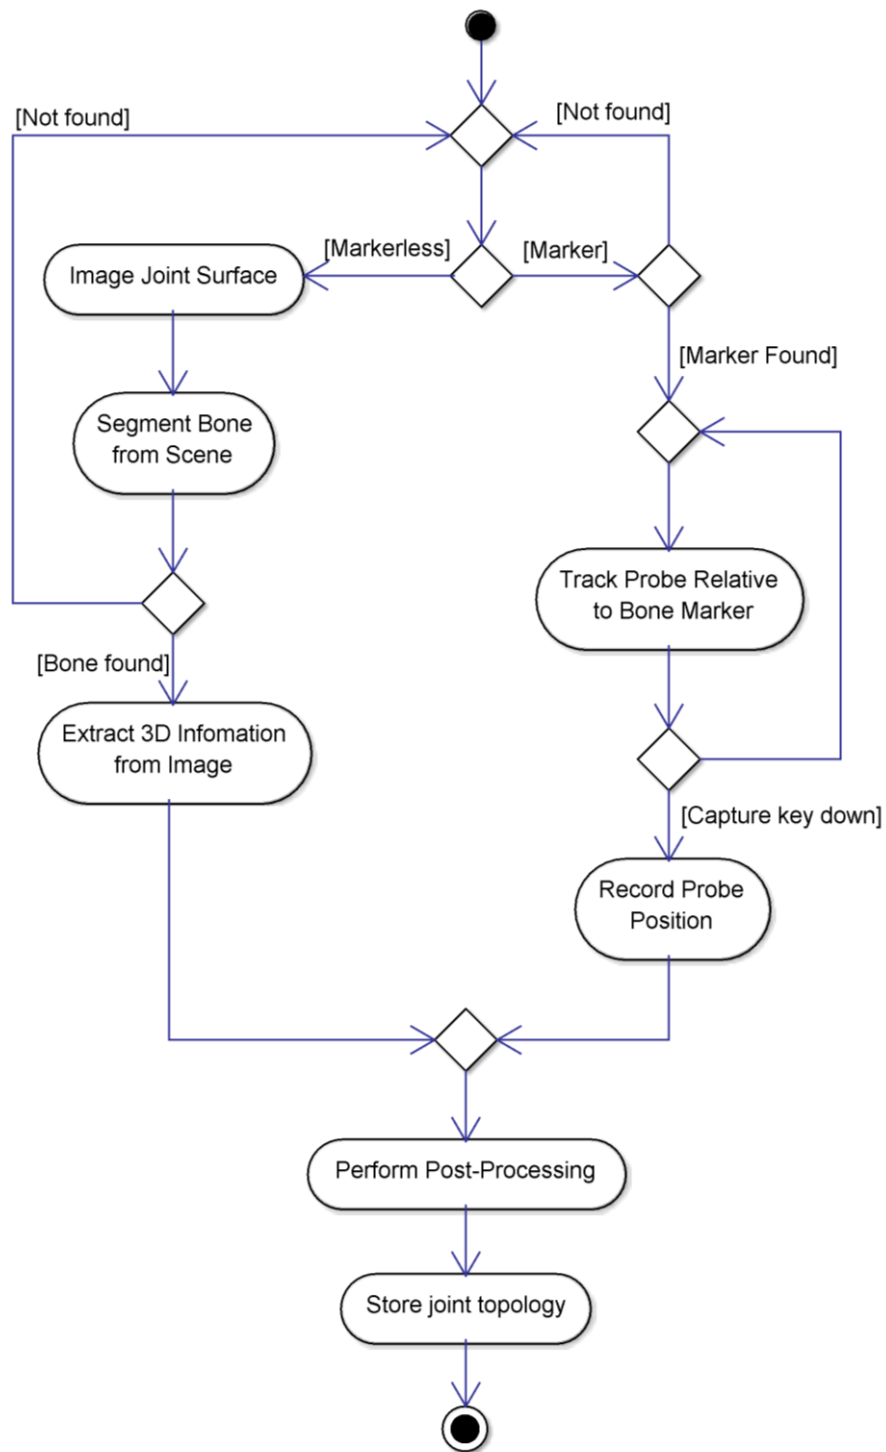 [Not found]
[Not found]
[Markerless]
[Marker]
Image Joint Surface
[Marker Found]
Segment Bone
from Scene
Track Probe Relative
to Bone Marker
[Bone found]
Extract 3D Infomation
from Image
[Capture key down]
Record Probe
Position
Perform Post-Processing
Store joint topology